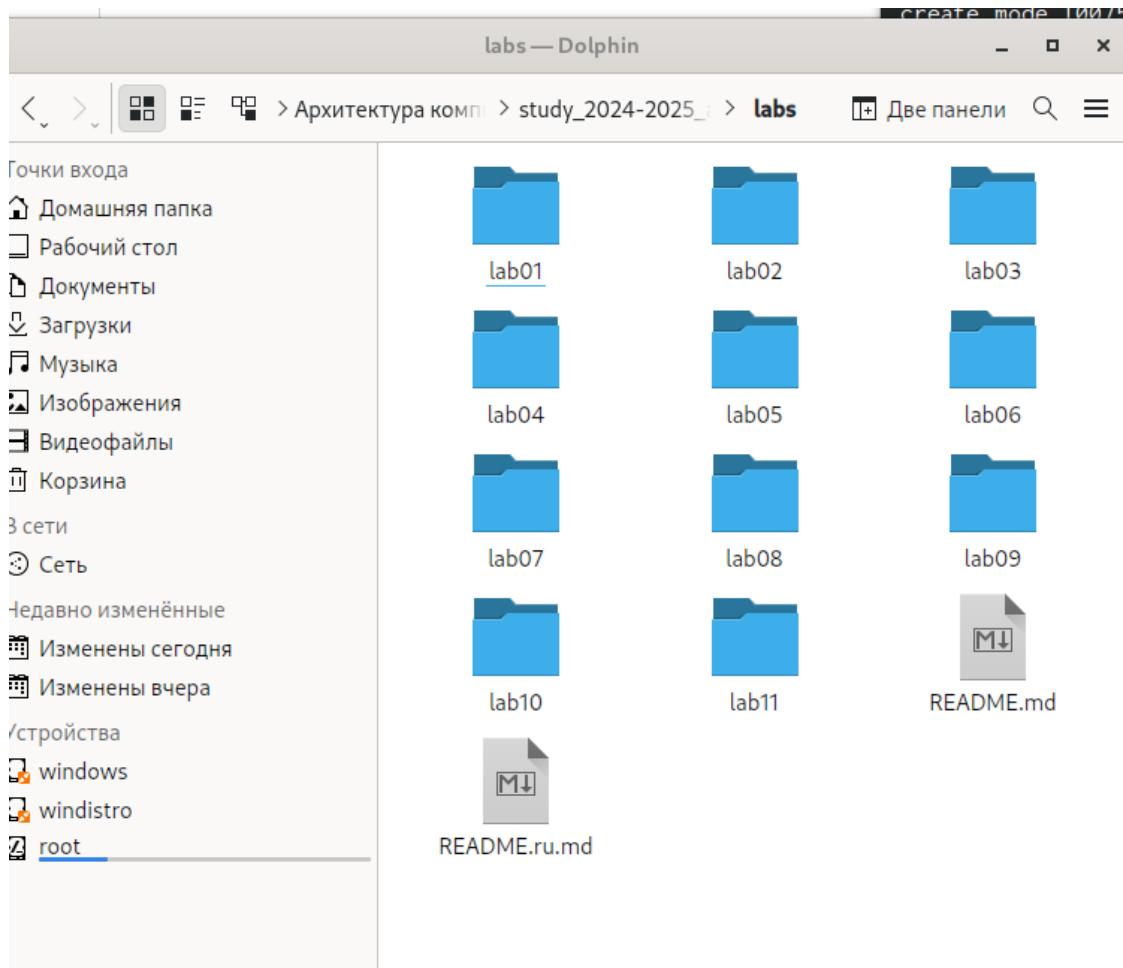 create mode 10075
labs — Dolphin
Архитектура комп > study_2024-2025_a > labs
Две панели
Точки входа
Домашняя папка
Рабочий стол
Документы
Загрузки
Музыка
Изображения
Видеофайлы
Корзина
В сети
Сеть
Недавно изменённые
Изменены сегодня
Изменены вчера
Устройства
windows
windistro
root
lab01 lab02 lab03
lab04 lab05 lab06
lab07 lab08 lab09
lab10 lab11 README.md
README.ru.md